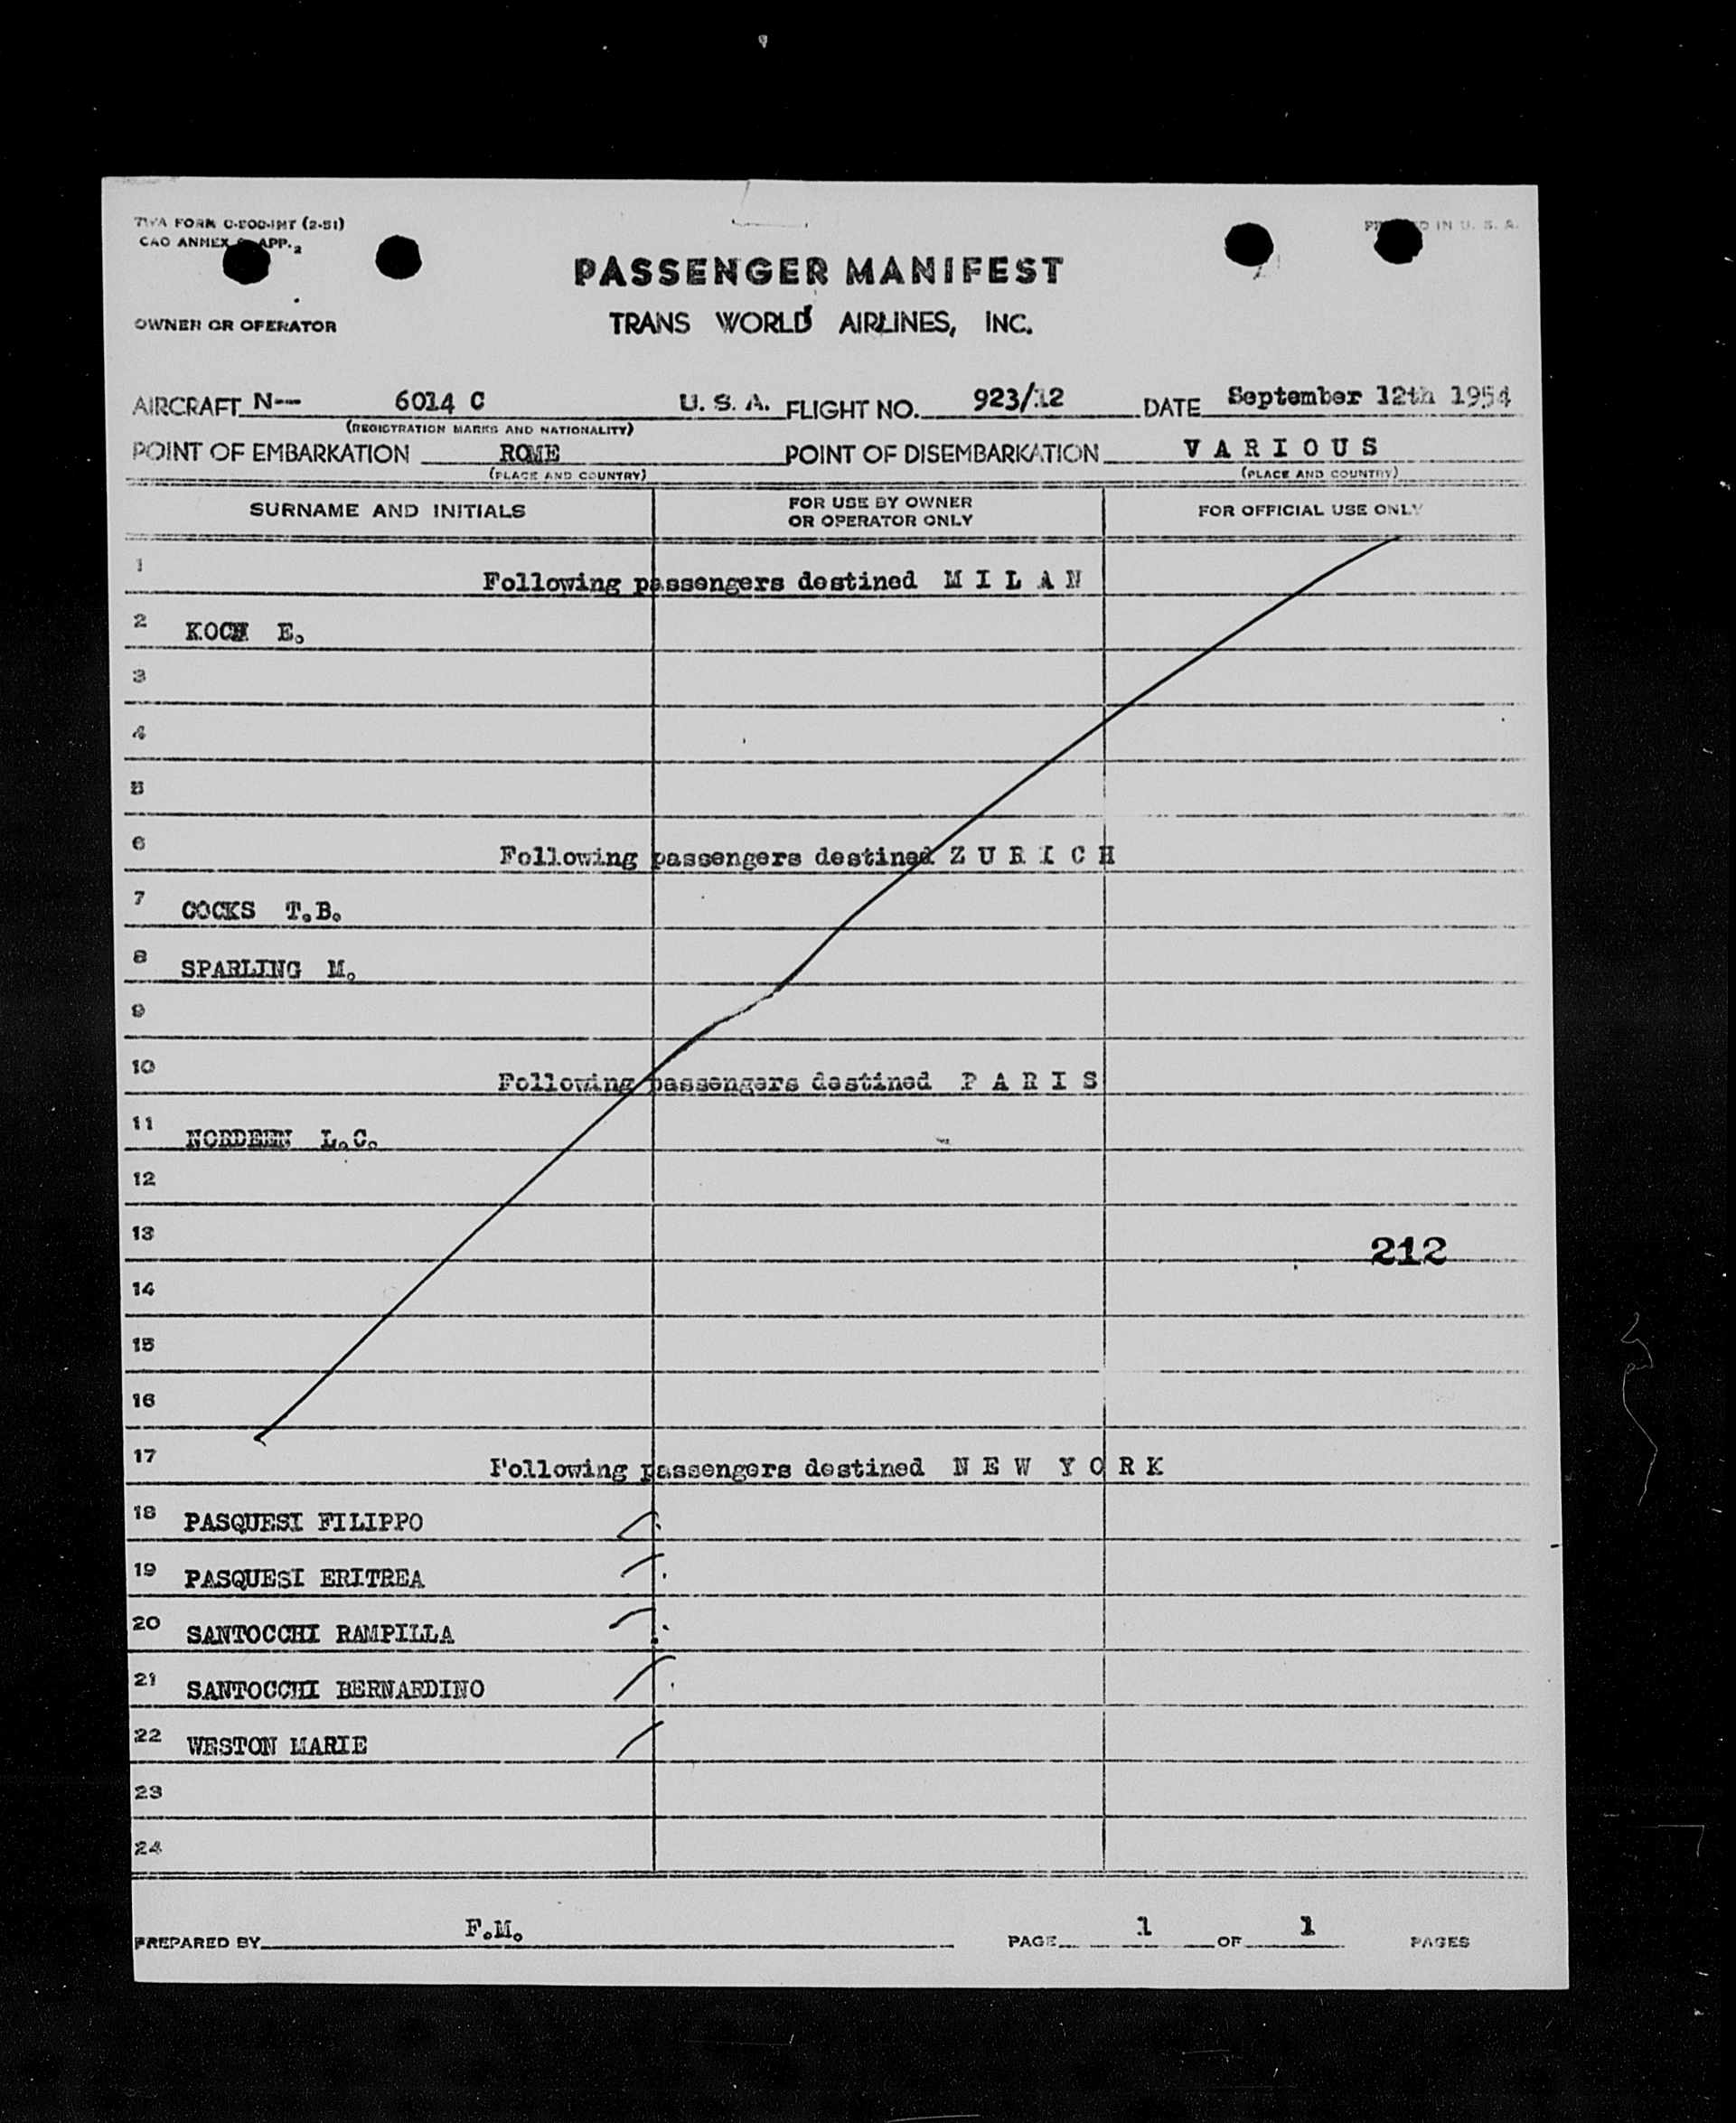 TWA FORM
CAO ANNEX APP. 2
IN U. S. A.
PASSENGER MANIFEST
OWNER OR OPERATOR
TRANS WORLD AIRLINES, INC.
AIRCRAFT N-- 6014 C U. S. A. FLIGHT NO. 923/12 DATE September 12th 1954
(REGISTRATION MARKS AND NATIONALITY)
POINT OF EMBARKATION ROME POINT OF DISEMBARKATION V A R I O U S
(PLACE AND COUNTRY) (PLACE AND COUNTRY)
SURNAME AND INITIALS FOR USE BY OWNER OR OPERATOR ONLY FOR OFFICIAL USE ONLY
1 Following passengers destined M I L A N
2 KOCH E.
3
4
5
6 Following passengers destined Z U R I C H
7 COCKS T.B.
8 SPARLING M.
9
10 Following passengers destined P A R I S
11 NORDEEN L.C.
12
13 212
14
15
16
17 Following passengers destined N E W Y O R K
18 PASQUESI FILIPPO
19 PASQUESI ERITREA
20 SANTOCCHI RAMPILLA
21 SANTOCCHI BERNARDINO
22 WESTON MARIE
23
24
PREPARED BY F.M. PAGE 1 OF 1 PAGES